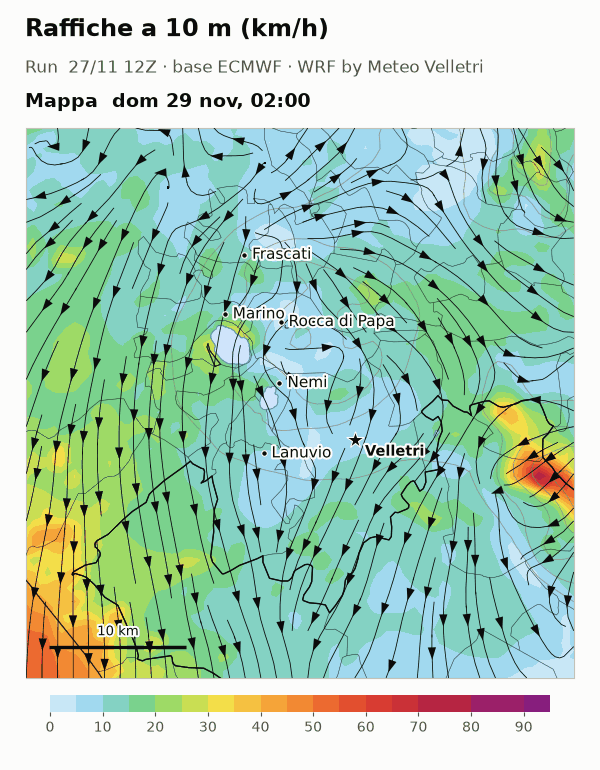 Raffiche a 10 m (km/h)
Run 27/11 12Z · base ECMWF · WRF by Meteo Velletri
Mappa dom 29 nov, 02:00
Frascati
Marino
Rocca di Papa
Nemi
Velletri
Lanuvio
10 km
0 10 20 30 40 50 60 70 80 90